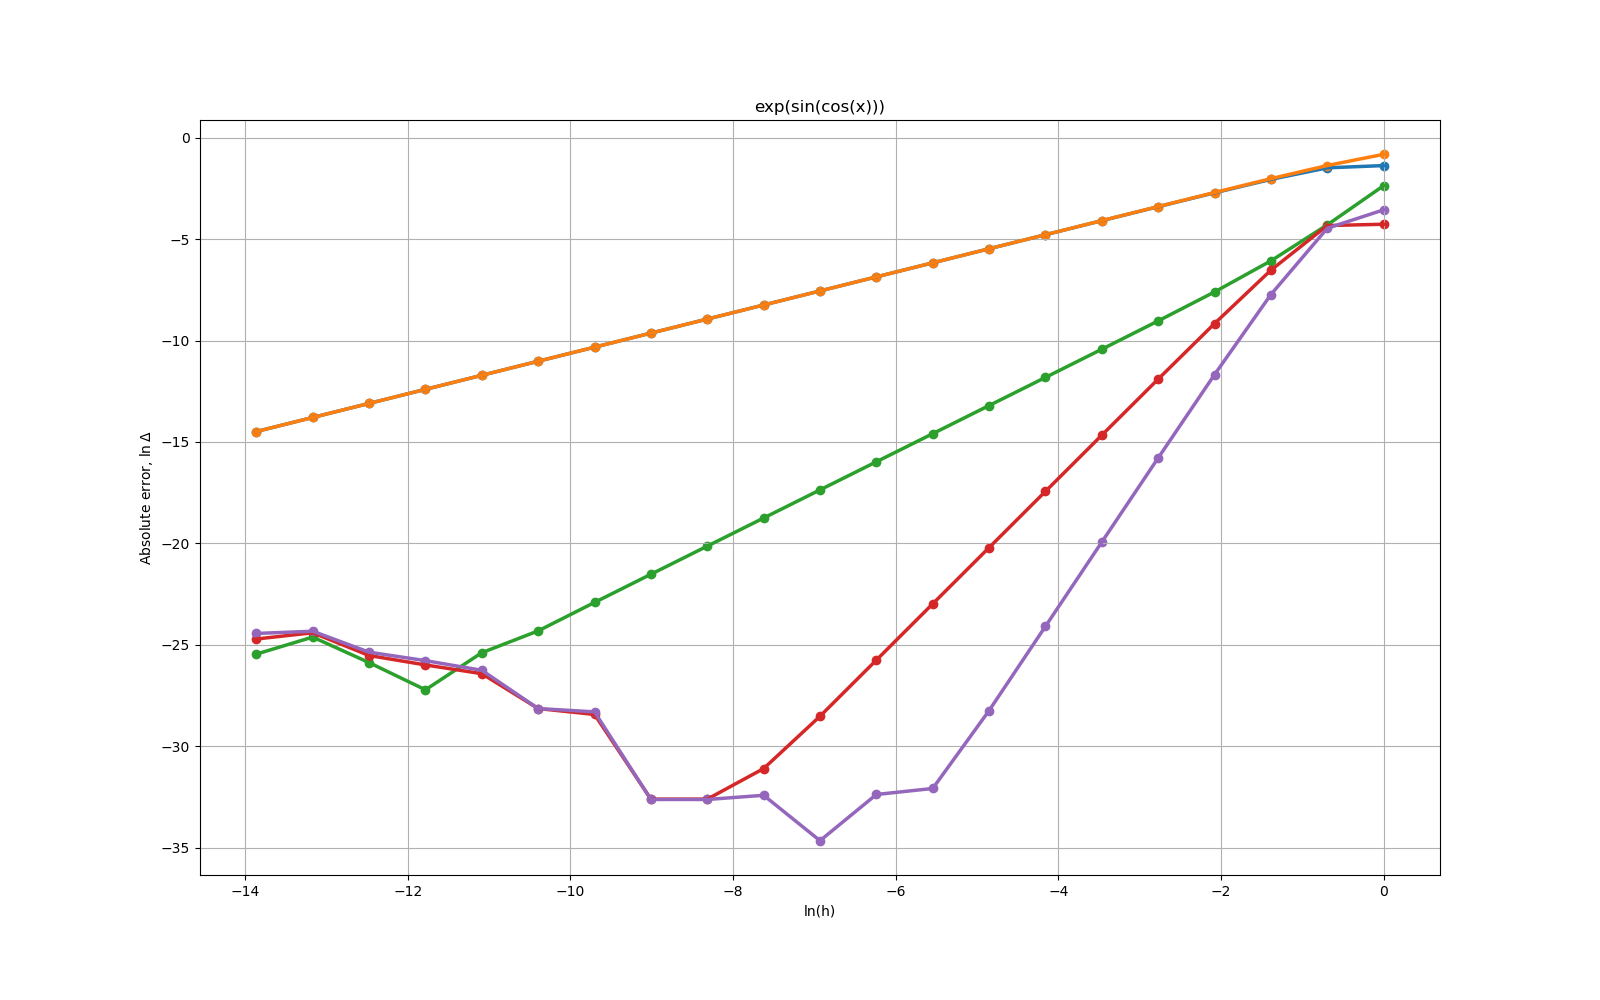 exp(sin(cos(x)))
0
−5
−10
−15
−20
−25
−30
−35
Absolute error, ln Δ
−14 −12 −10 −8 −6 −4 −2 0
ln(h)